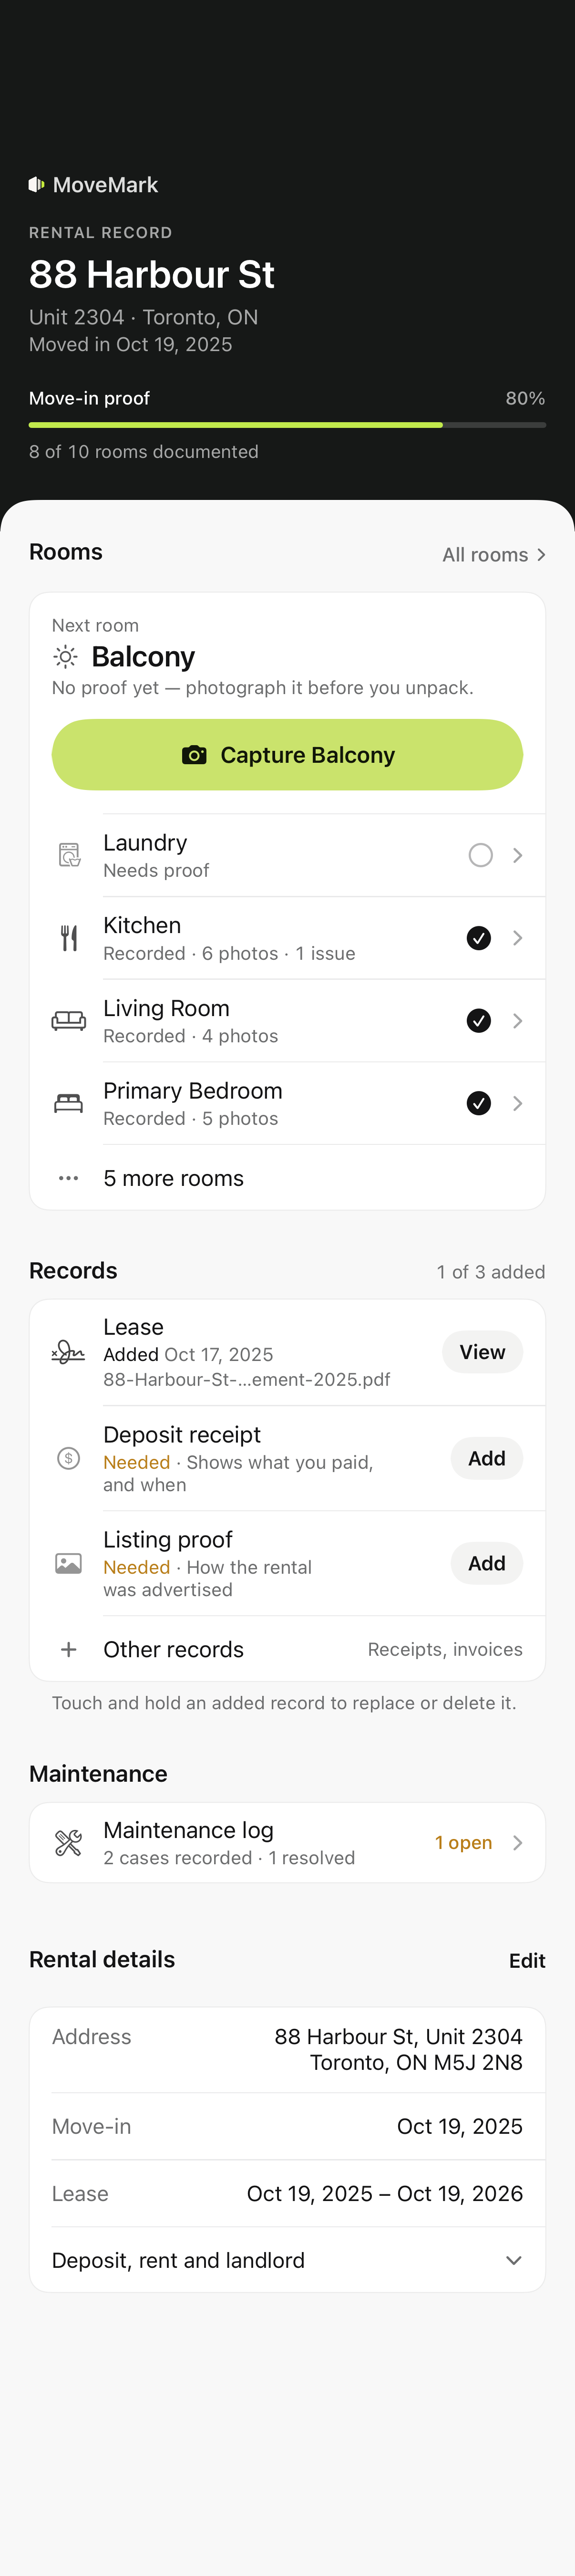 MoveMark
RENTAL RECORD
88 Harbour St
Unit 2304 · Toronto, ON
Moved in Oct 19, 2025
Move-in proof 80%
8 of 10 rooms documented
Rooms All rooms
Next room
Balcony
No proof yet — photograph it before you unpack.
Capture Balcony
Laundry
Needs proof
Kitchen
Recorded · 6 photos · 1 issue
Living Room
Recorded · 4 photos
Primary Bedroom
Recorded · 5 photos
5 more rooms
Records 1 of 3 added
Lease
Added Oct 17, 2025
88-Harbour-St-...ement-2025.pdf
View
Deposit receipt
Needed · Shows what you paid,
and when
Add
Listing proof
Needed · How the rental
was advertised
Add
Other records Receipts, invoices
Touch and hold an added record to replace or delete it.
Maintenance
Maintenance log
2 cases recorded · 1 resolved
1 open
Rental details Edit
Address 88 Harbour St, Unit 2304
Toronto, ON M5J 2N8
Move-in Oct 19, 2025
Lease Oct 19, 2025 – Oct 19, 2026
Deposit, rent and landlord